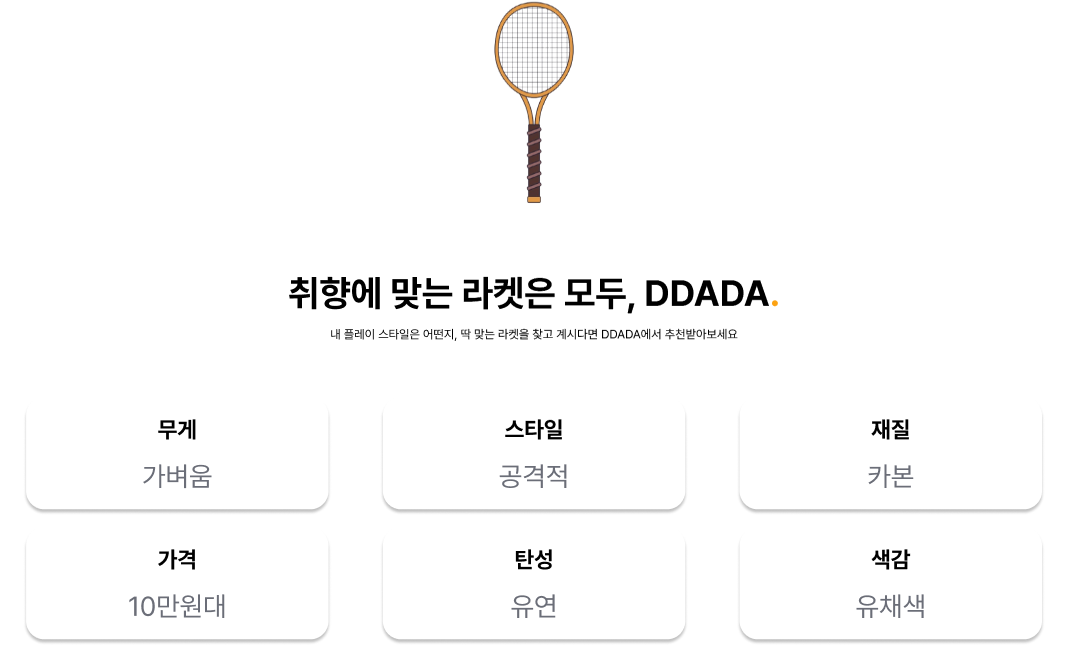 취향에 맞는 라켓은 모두, DDADA.
내 플레이 스타일은 어떤지, 딱 맞는 라켓을 찾고 계시다면 DDADA에서 추천받아보세요
무게
가벼움
스타일
공격적
재질
카본
가격
10만원대
탄성
유연
색감
유채색